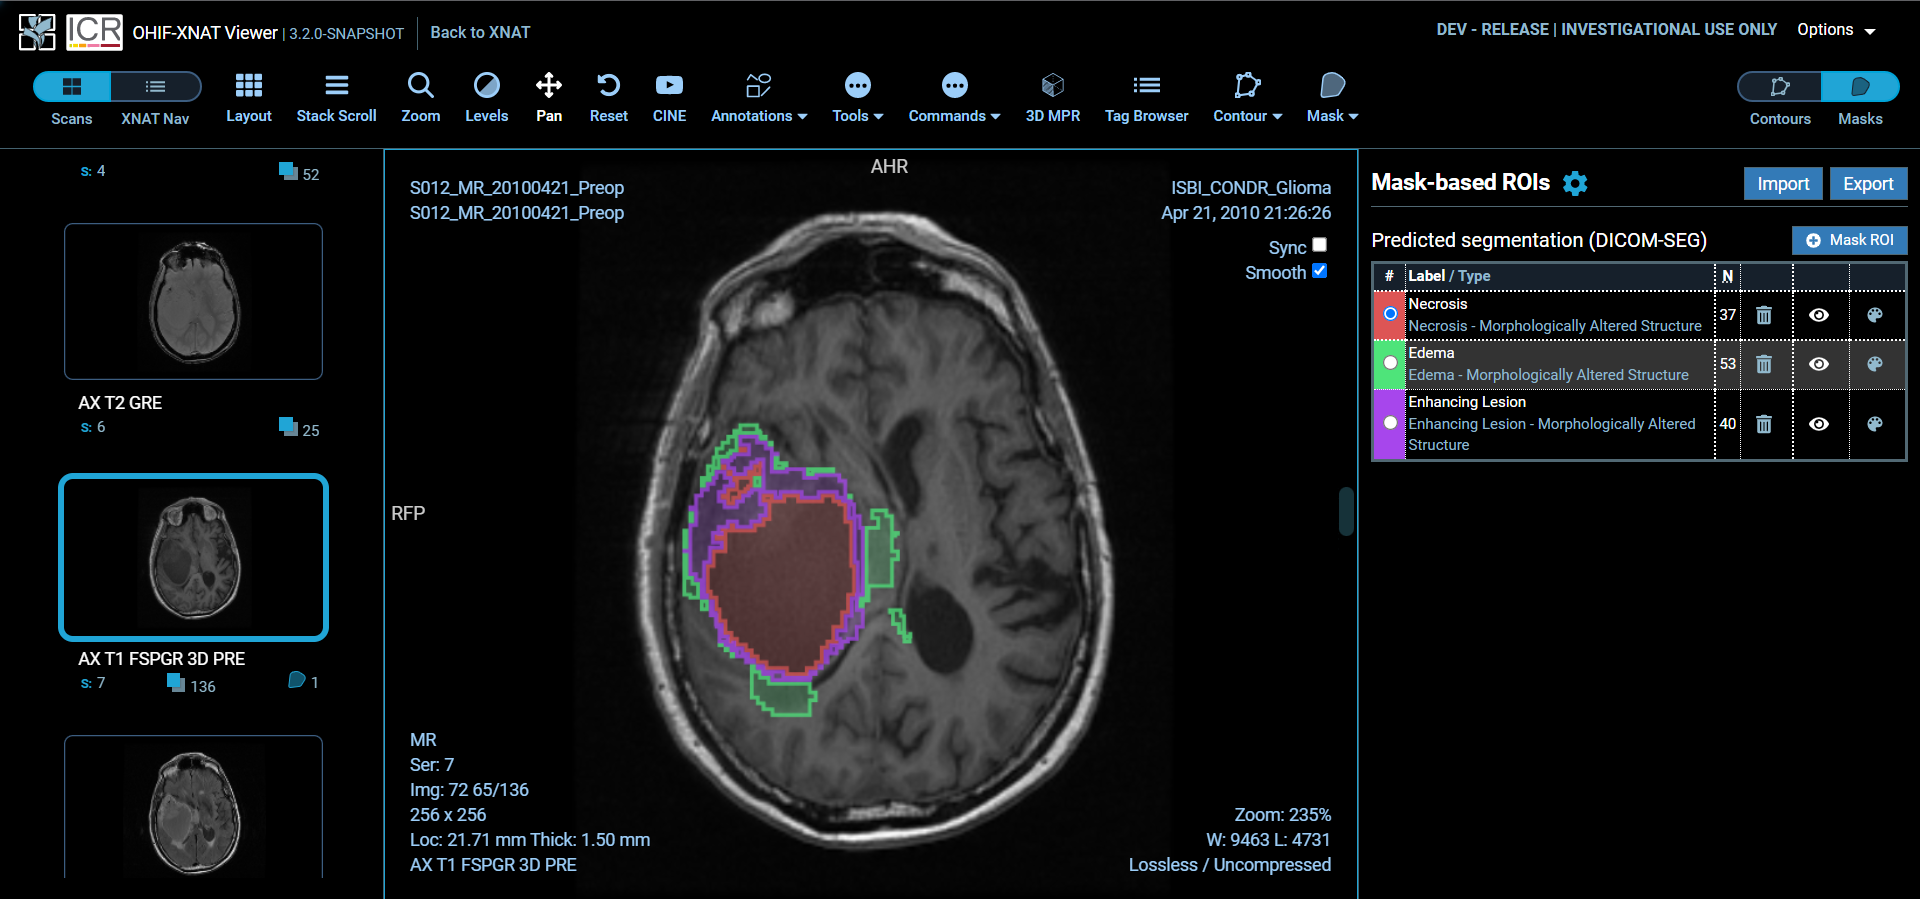 ICR OHIF-XNAT Viewer | 3.2.0-SNAPSHOT Back to XNAT
DEV - RELEASE | INVESTIGATIONAL USE ONLY Options
Scans XNAT Nav Layout Stack Scroll Zoom Levels Pan Reset CINE Annotations Tools Commands 3D MPR Tag Browser Contour Mask Contours Masks
S: 4 52
AX T2 GRE
S: 6 25
AX T1 FSPGR 3D PRE
S: 7 136 1
AHR
S012_MR_20100421_Preop
S012_MR_20100421_Preop
ISBI_CONDR_Glioma
Apr 21, 2010 21:26:26
Sync
Smooth
RFP
MR
Ser: 7
Img: 72 65/136
256 x 256
Loc: 21.71 mm Thick: 1.50 mm
AX T1 FSPGR 3D PRE
Zoom: 235%
W: 9463 L: 4731
Lossless / Uncompressed
Mask-based ROIs Import Export
Predicted segmentation (DICOM-SEG) Mask ROI
# Label / Type N
Necrosis
Necrosis - Morphologically Altered Structure 37
Edema
Edema - Morphologically Altered Structure 53
Enhancing Lesion
Enhancing Lesion - Morphologically Altered 40
Structure